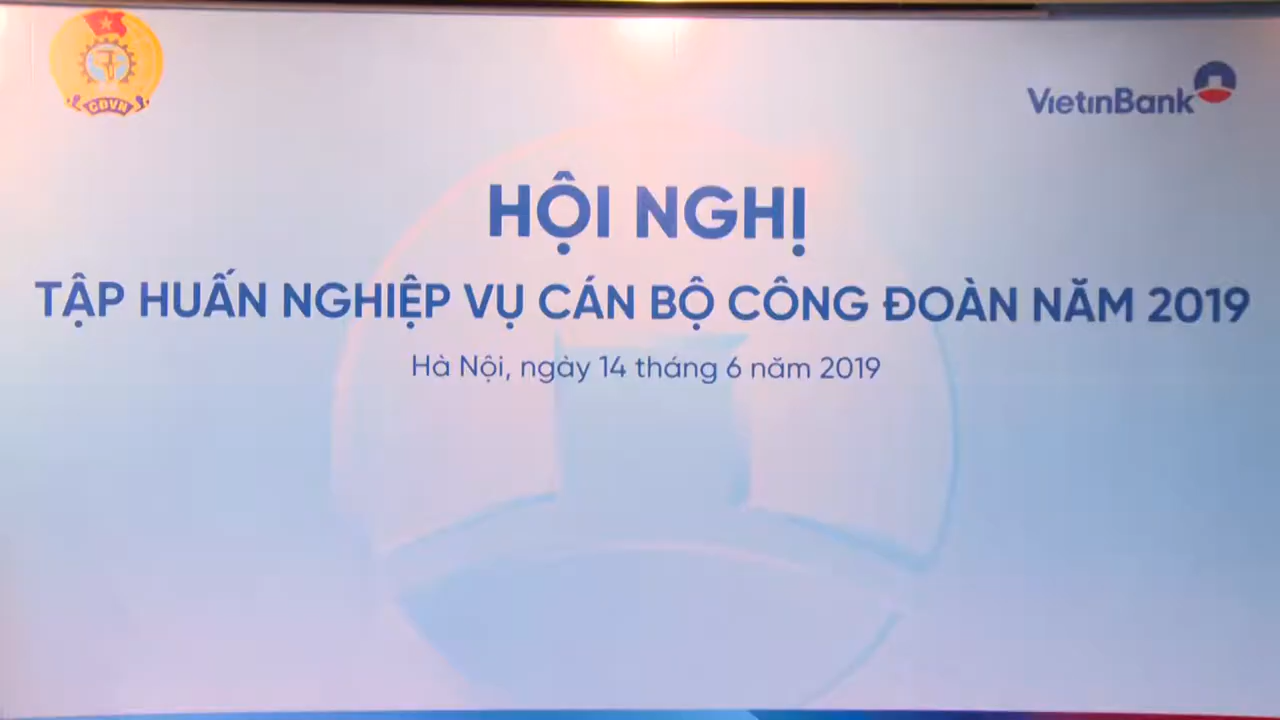 CĐVN
VietinBank
HỘI NGHỊ
TẬP HUẤN NGHIỆP VỤ CÁN BỘ CÔNG ĐOÀN NĂM 2019
Hà Nội, ngày 14 tháng 6 năm 2019